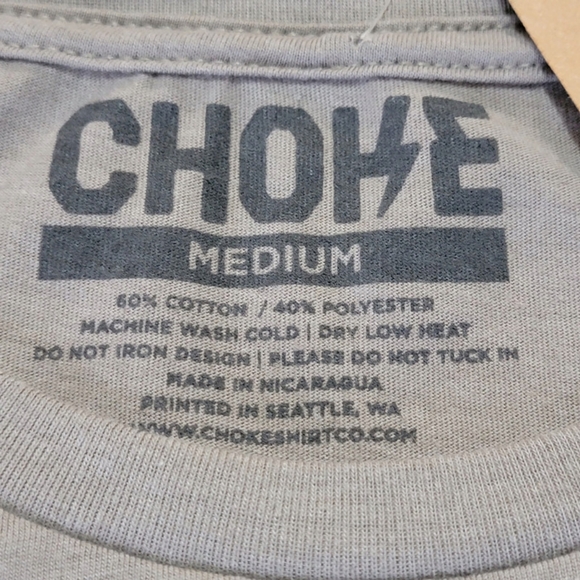 CHOKE
MEDIUM
60% COTTON / 40% POLYESTER
MACHINE WASH COLD | DRY LOW HEAT
DO NOT IRON DESIGN | PLEASE DO NOT TUCK IN
MADE IN NICARAGUA
PRINTED IN SEATTLE, WA
WWW.CHOKESHIRTCO.COM